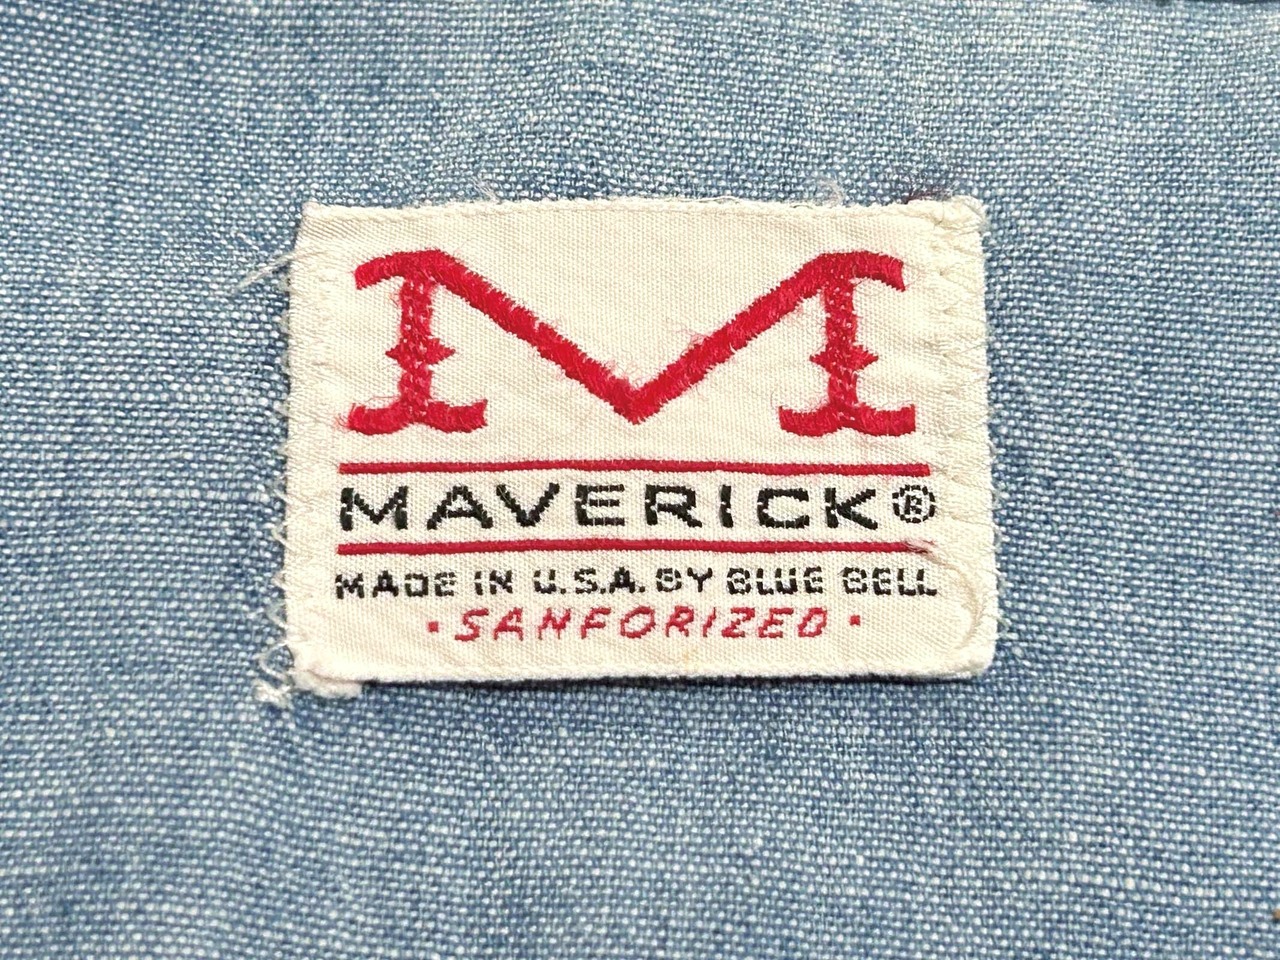 M
MAVERICK®
MADE IN U.S.A. BY BLUE BELL
·SANFORIZED·